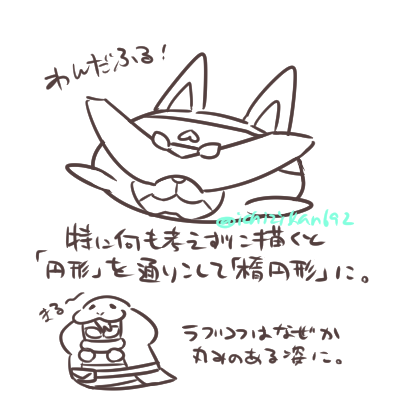 わんだふる！
@ichizidan692
特に何も考えずに描くと
「円形」を通りこして「楕円形」に。
まる〜
ラブコフはなぜか
丸みのある姿に。